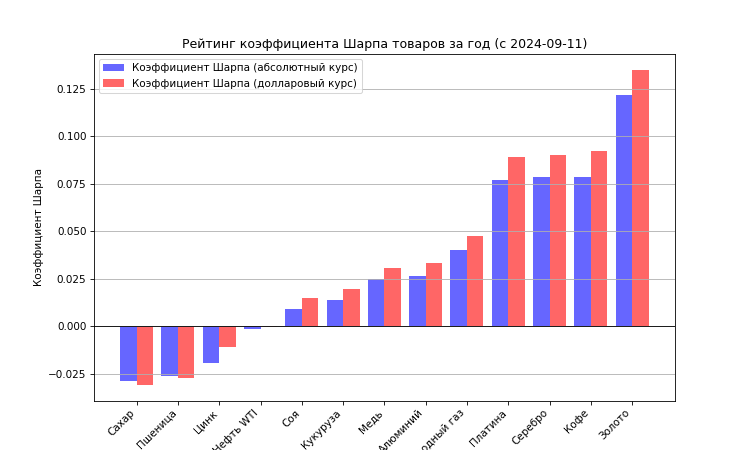 Рейтинг коэффициента Шарпа товаров за год (с 2024-09-11)
Коэффициент Шарпа (абсолютный курс)
Коэффициент Шарпа (долларовый курс)
Коэффициент Шарпа
0.125
0.100
0.075
0.050
0.025
0.000
−0.025
Сахар
Пшеница
Цинк
Нефть WTI
Соя
Кукуруза
Медь
Алюминий
одный газ
Платина
Серебро
Кофе
Золото